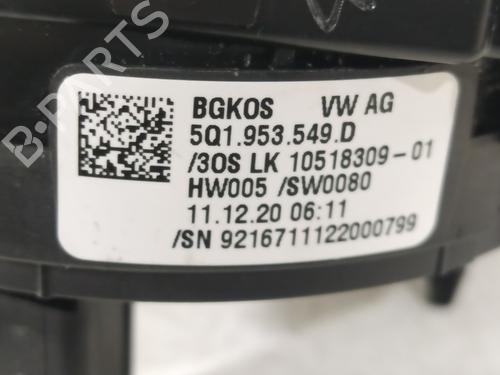 B-PARTS
BGKOS VW AG
5Q1.953.549.D
/3OS LK 10518309-01
HW005 /SW0080
11.12.20 06:11
/SN 9216711122000799